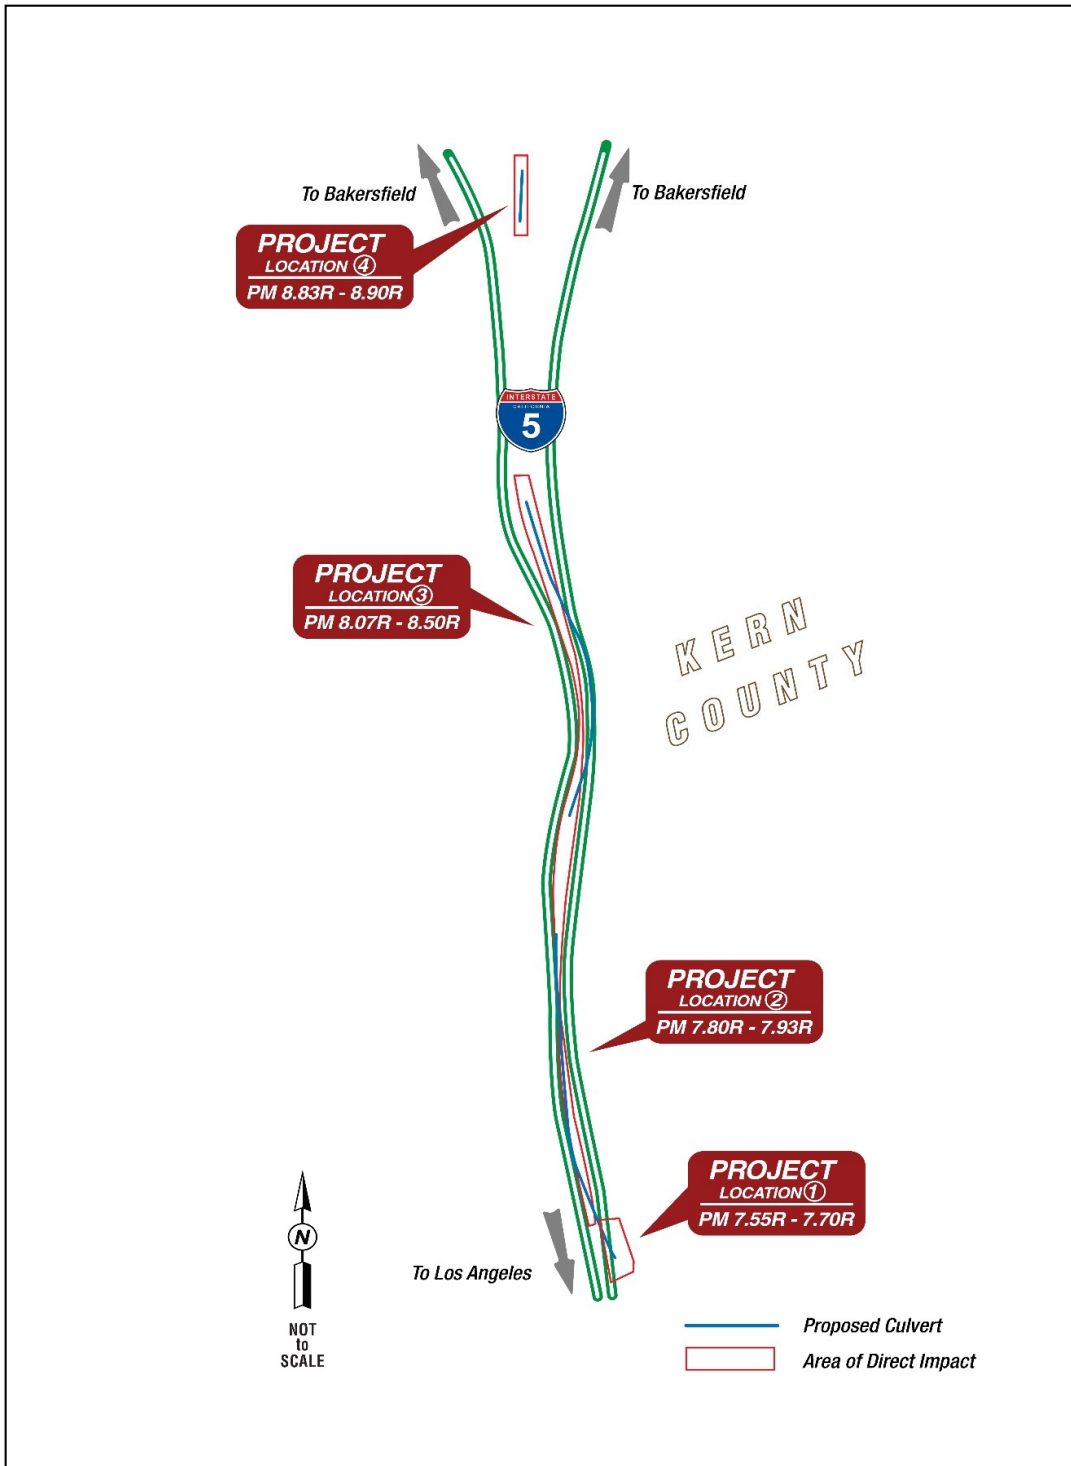 To Bakersfield
To Bakersfield
PROJECT
LOCATION 4
PM 8.83R - 8.90R
INTERSTATE
CALIFORNIA
5
PROJECT
LOCATION 3
PM 8.07R - 8.50R
KERN
COUNTY
PROJECT
LOCATION 2
PM 7.80R - 7.93R
PROJECT
LOCATION 1
PM 7.55R - 7.70R
N
NOT
to
SCALE
To Los Angeles
Proposed Culvert
Area of Direct Impact